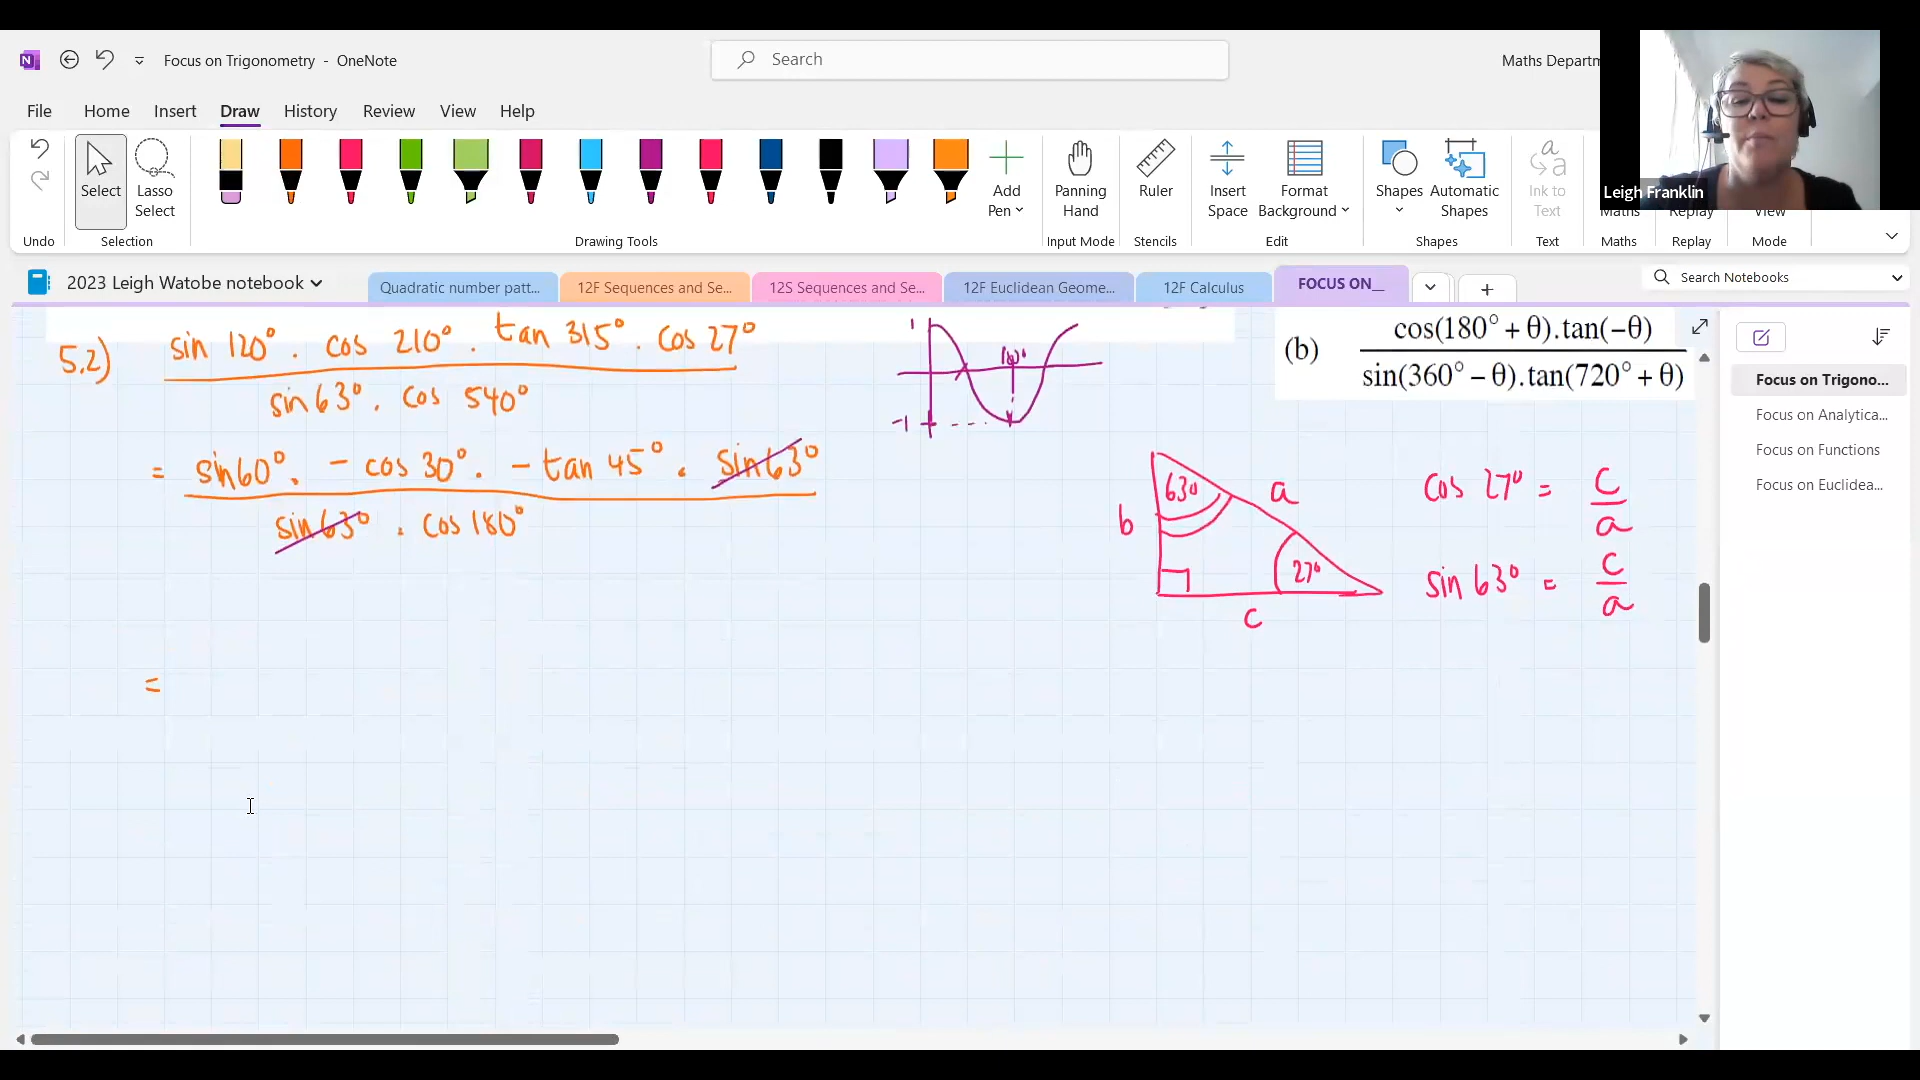 Focus on Trigonometry - OneNote
Search
Maths Departm
File Home Insert Draw History Review View Help
Select
Lasso Select
Add Pen
Panning Hand
Ruler
Insert Space
Format Background
Shapes
Automatic Shapes
Ink to Text
Maths
Replay
View
Leigh Franklin
Undo Selection Drawing Tools Input Mode Stencils Edit Shapes Text Maths Replay Mode
2023 Leigh Watobe notebook
Quadratic number patt...
12F Sequences and Se...
12S Sequences and Se...
12F Euclidean Geome...
12F Calculus
FOCUS ON__
Search Notebooks
Focus on Trigono...
Focus on Analytica...
Focus on Functions
Focus on Euclidea...
5.2) sin 120° . cos 210° . tan 315° . cos 27°
sin 63° . cos 540°
= sin60° . - cos 30° . - tan 45° . sin63°
sin63° . cos 180°
=
1
180°
-1
(b) cos(180° + θ).tan(−θ)
sin(360° − θ).tan(720° + θ)
63°
a
b
27°
c
cos 27° = c
a
sin 63° = c
a